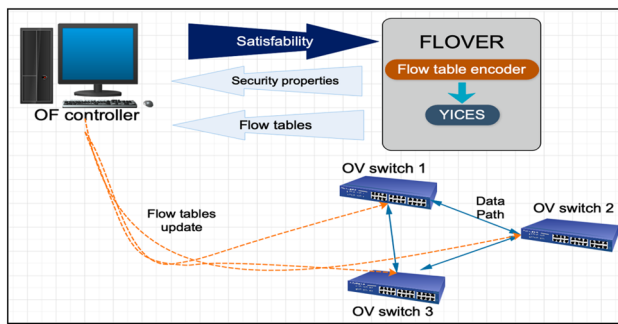 Satisfability
FLOVER
Flow table encoder
Security properties
YICES
OF controller
Flow tables
OV switch 1
Data
Path
OV switch 2
Flow tables
update
OV switch 3